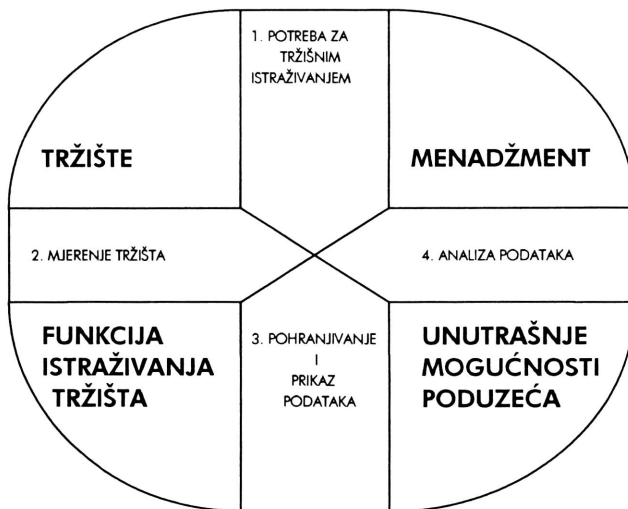 1. POTREBA ZA
TRŽIŠNIM
ISTRAŽIVANJEM
TRŽIŠTE
MENADŽMENT
2. MJERENJE TRŽIŠTA
4. ANALIZA PODATAKA
FUNKCIJA
ISTRAŽIVANJA
TRŽIŠTA
3. POHRANJIVANJE
I
PRIKAZ
PODATAKA
UNUTRAŠNJE
MOGUĆNOSTI
PODUZEĆA